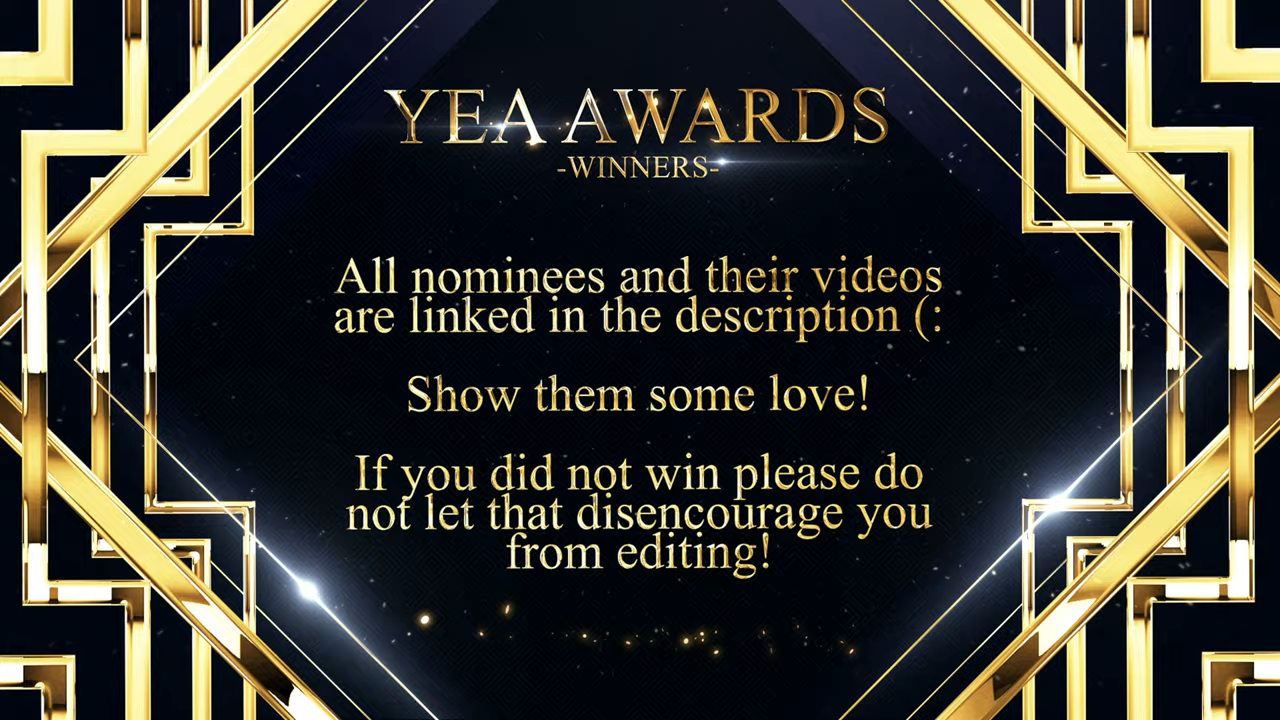 YEA AWARDS
-WINNERS-
All nominees and their videos
are linked in the description (:
Show them some love!
If you did not win please do
not let that disencourage you
from editing!